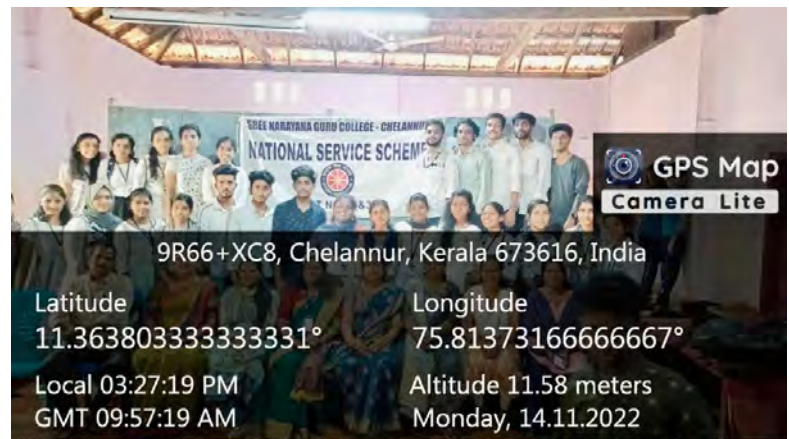 SREE NARAYANA GURU COLLEGE - CHELANNUR
NATIONAL SERVICE SCHEME
GPS Map
Camera Lite
9R66+XC8, Chelannur, Kerala 673616, India
Latitude
11.363803333333331°
Longitude
75.81373166666667°
Local 03:27:19 PM
GMT 09:57:19 AM
Altitude 11.58 meters
Monday, 14.11.2022